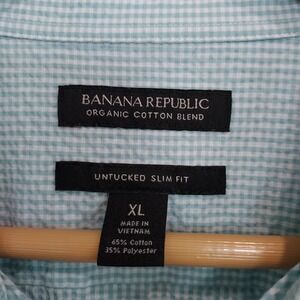 BANANA REPUBLIC
ORGANIC COTTON BLEND
UNTUCKED SLIM FIT
XL
MADE IN
VIETNAM
65% Cotton
35% Polyester